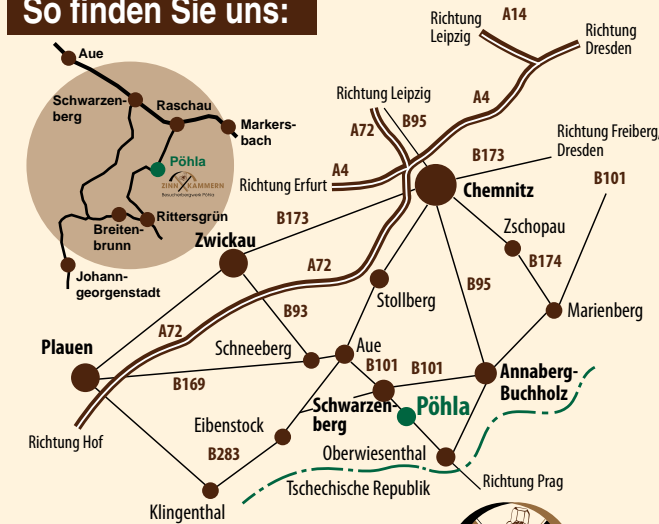 So finden Sie uns:
Aue
Schwarzen-
berg
Raschau
Markers-
bach
Pöhla
ZINNKAMMERN
Besucherbergwerk Pöhla
Rittersgrün
Breiten-
brunn
Johann-
georgenstadt
Richtung
Leipzig
A14
Richtung
Dresden
Richtung Leipzig
A72
B95
A4
Richtung Freiberg,
Dresden
B173
B101
A4
Richtung Erfurt
Chemnitz
B173
Zwickau
Zschopau
B174
A72
B95
Stollberg
B93
Marienberg
A72
Plauen
Schneeberg
Aue
B101
B101
B169
Annaberg-
Buchholz
Schwarzen-
berg
Pöhla
Eibenstock
Richtung Hof
B283
Oberwiesenthal
Tschechische Republik
Richtung Prag
Klingenthal